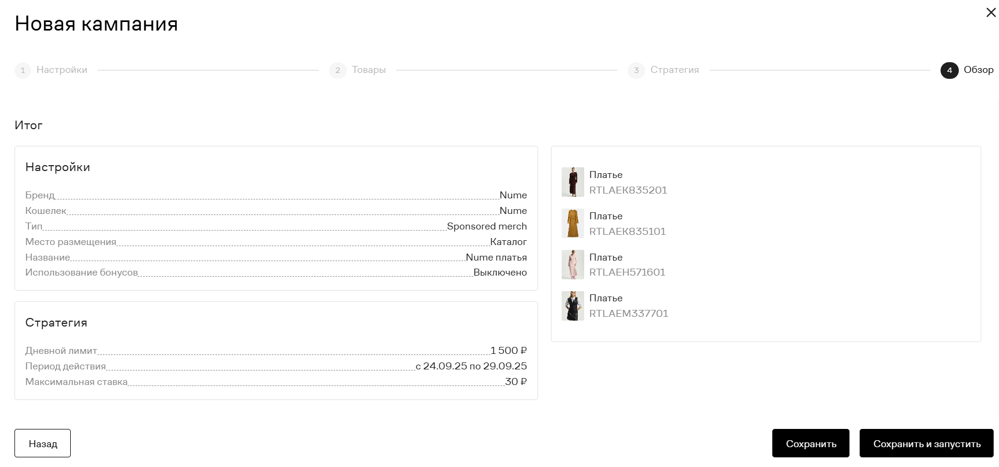 Новая кампания
1 Настройки
2 Товары
3 Стратегия
4 Обзор
Итог
Настройки
Бренд Nume
Кошелек Nume
Тип Sponsored merch
Место размещения Каталог
Название Nume платья
Использование бонусов Выключено
Стратегия
Дневной лимит 1 500 ₽
Период действия с 24.09.25 по 29.09.25
Максимальная ставка 30 ₽
Платье
RTLAEK835201
Платье
RTLAEK835101
Платье
RTLAEH571601
Платье
RTLAEM337701
Назад
Сохранить
Сохранить и запустить